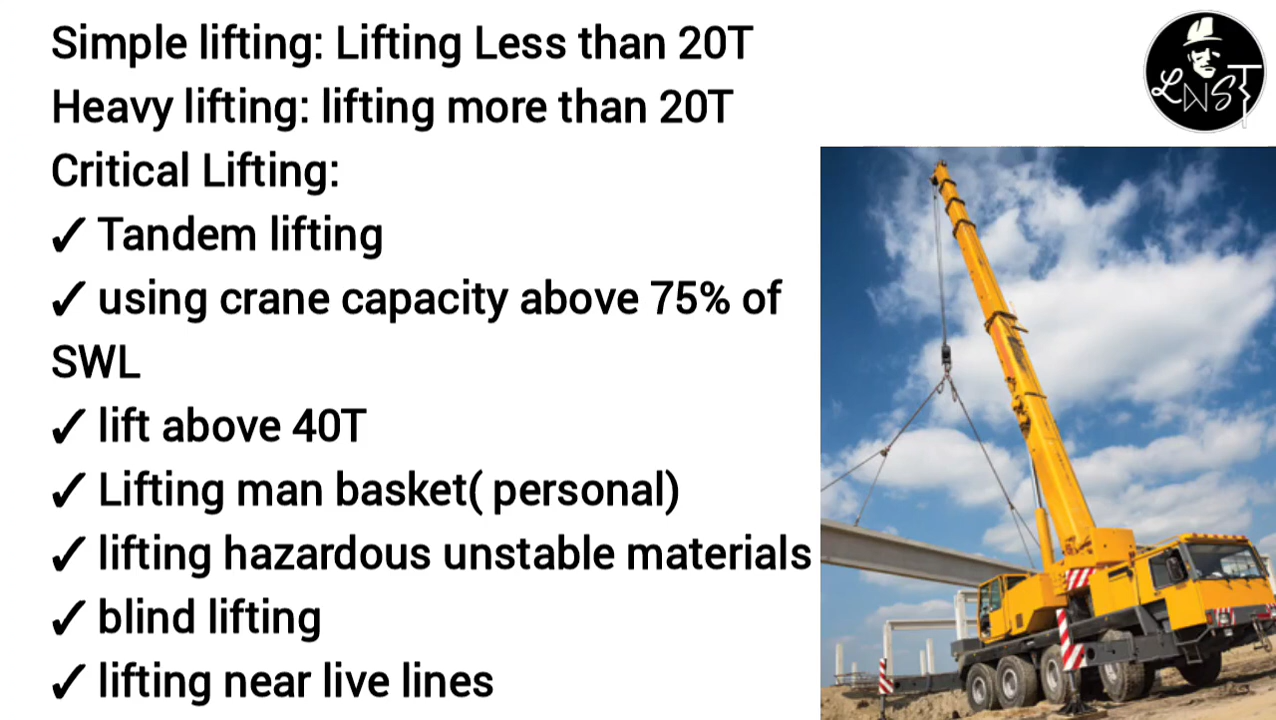 Simple lifting: Lifting Less than 20T
Heavy lifting: lifting more than 20T
Critical Lifting:
✓ Tandem lifting
✓ using crane capacity above 75% of
SWL
✓ lift above 40T
✓ Lifting man basket( personal)
✓ lifting hazardous unstable materials
✓ blind lifting
✓ lifting near live lines
LNST